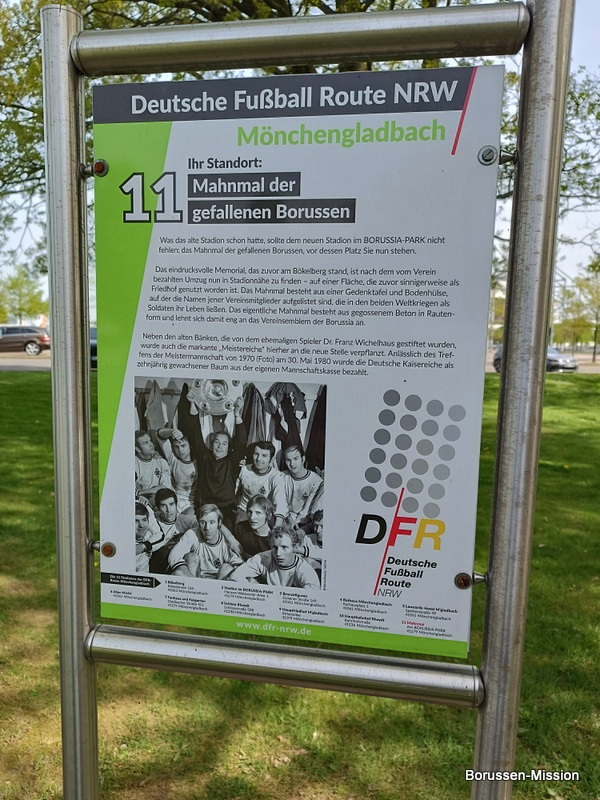 Deutsche Fußball Route NRW
Mönchengladbach
11
Ihr Standort:
Mahnmal der
gefallenen Borussen
Was das alte Stadion schon hatte, sollte dem neuen Stadion im BORUSSIA-PARK nicht
fehlen: das Mahnmal der gefallenen Borussen, vor dessen Platz Sie nun stehen.
Das eindrucksvolle Memorial, das zuvor am Bökelberg stand, ist nach dem vom Verein
bezahlten Umzug nun in Stadionnähe zu finden – auf einer Fläche, die zuvor sinnigerweise als
Friedhof genutzt worden ist. Das Mahnmal besteht aus einer Gedenktafel und Bodenhülse,
auf der die Namen jener Vereinsmitglieder aufgelistet sind, die in den beiden Weltkriegen als
Soldaten ihr Leben ließen. Das eigentliche Mahnmal besteht aus gegossenem Beton in Rauten-
form und lehnt sich damit eng an das Vereinsemblem der Borussia an.
Neben den alten Bänken, die von dem ehemaligen Spieler Dr. Franz Wichelhaus gestiftet wurden,
wurde auch die markante „Meistereiche“ hierher an die neue Stelle verpflanzt. Anlässlich des Tref-
fens der Meistermannschaft von 1970 (Foto) am 30. Mai 1980 wurde die Deutsche Kaisereiche als
zehnjährig gewachsener Baum aus der eigenen Mannschaftskasse bezahlt.
DFR
Deutsche
Fußball
Route
NRW
1 Bökelberg
2 Stadion im BORUSSIA-PARK
11 Mahnmal
www.dfr-nrw.de
Borussen-Mission